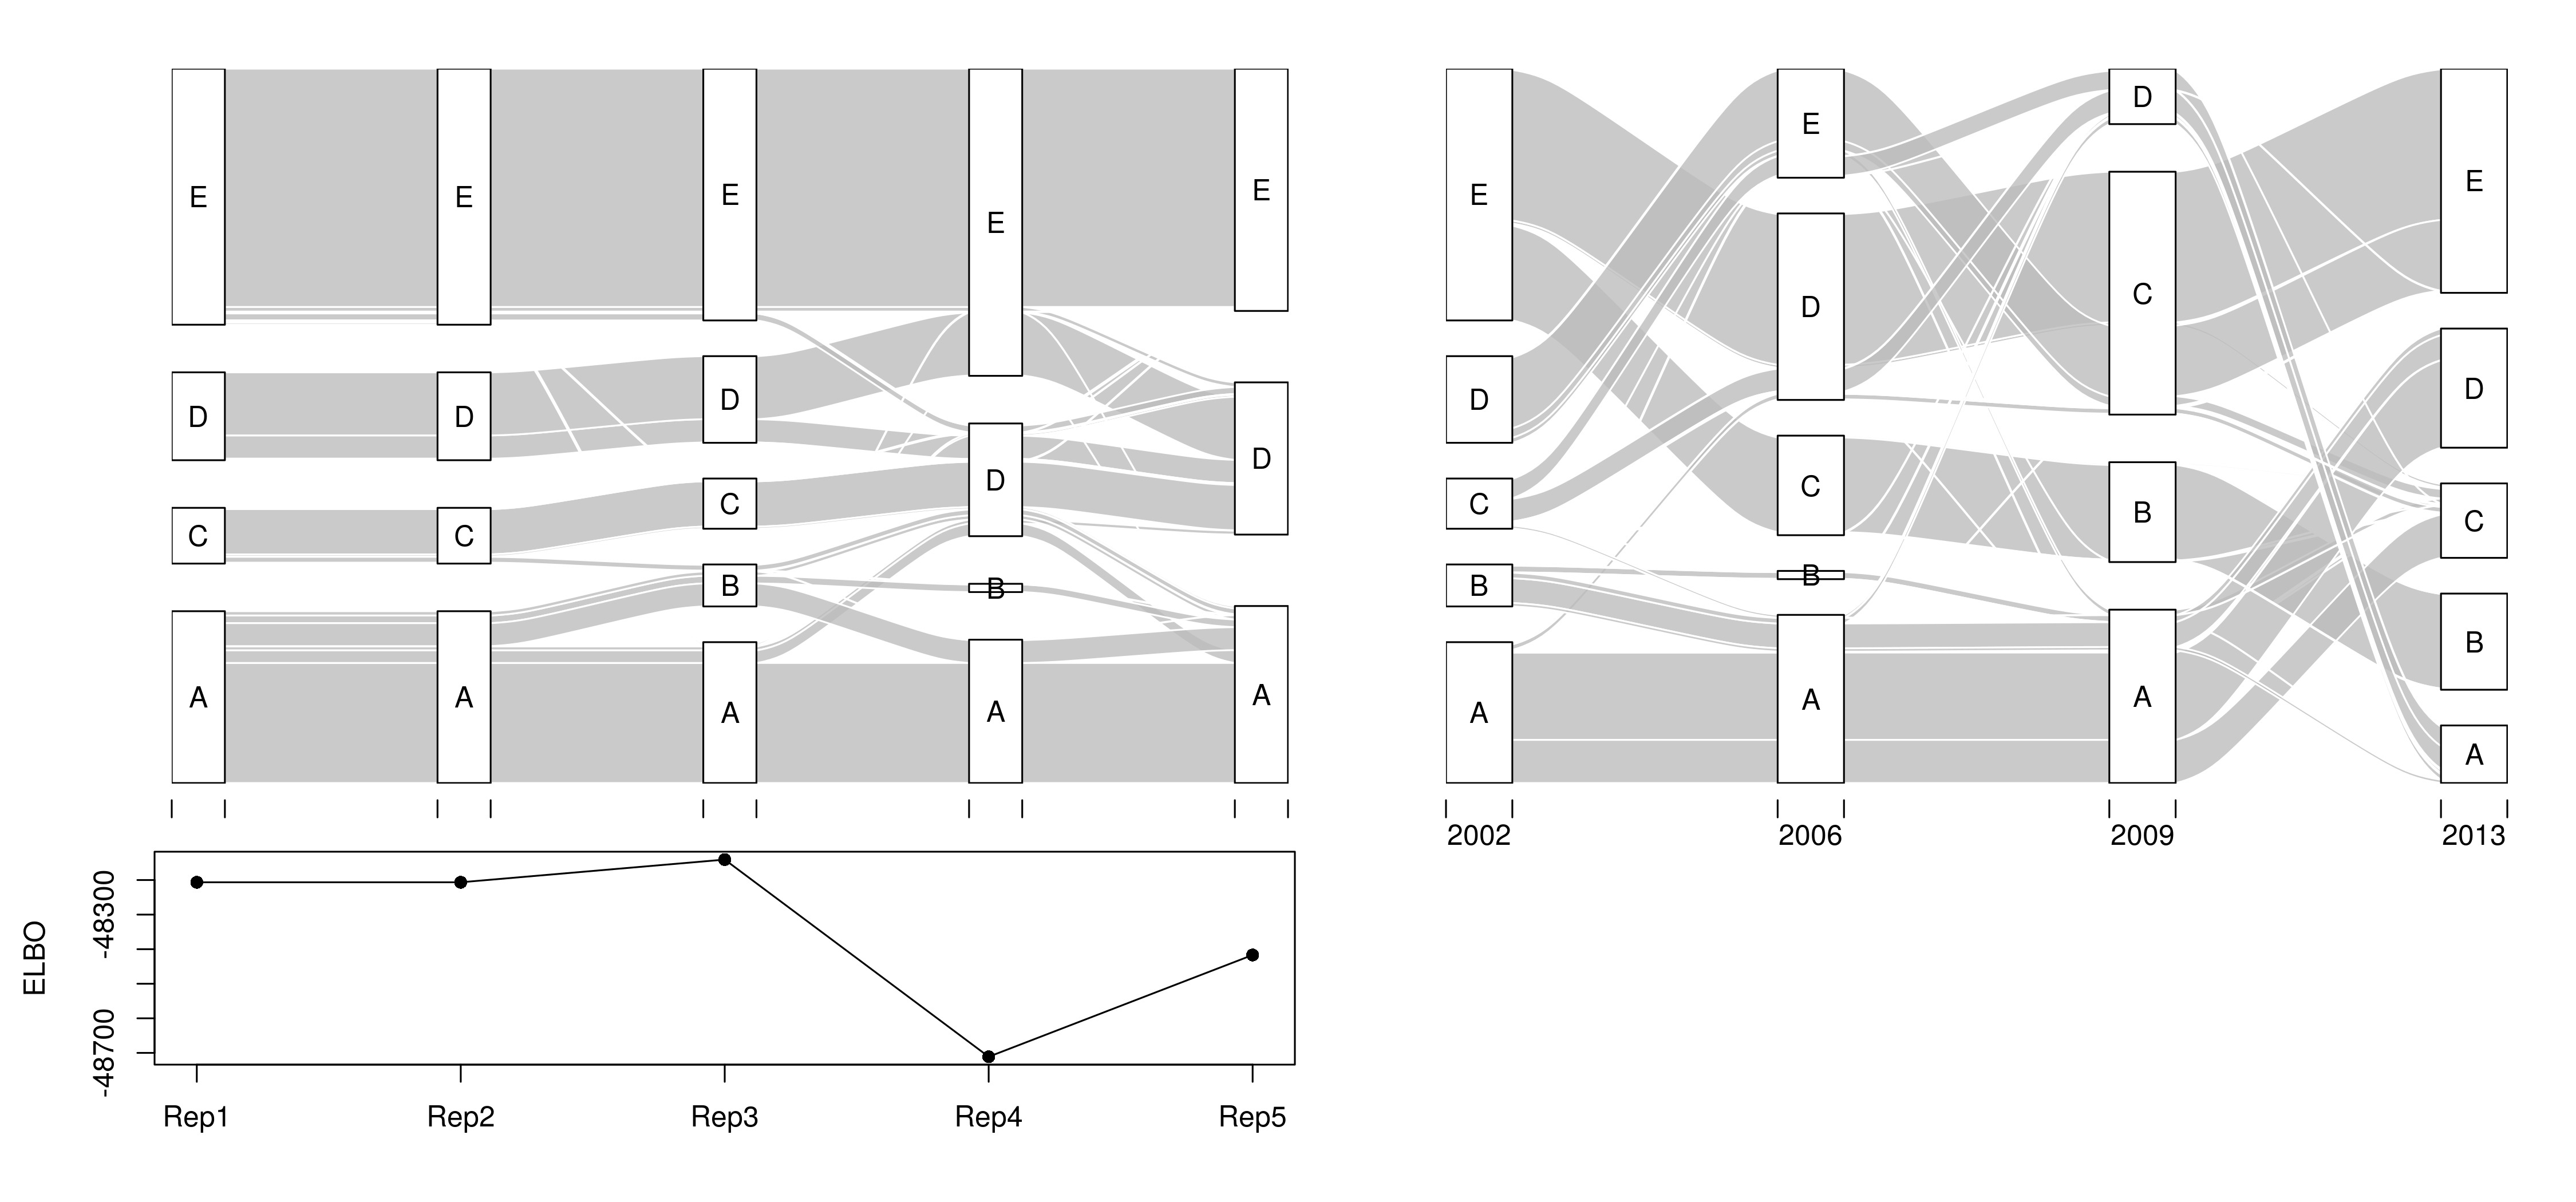 E E E E E
D D D D D
C C C
B B
A A A A A
E E D E
D D C D
C C B C
B B A B
A A A
2002 2006 2009 2013
ELBO
-48300
-48700
Rep1 Rep2 Rep3 Rep4 Rep5